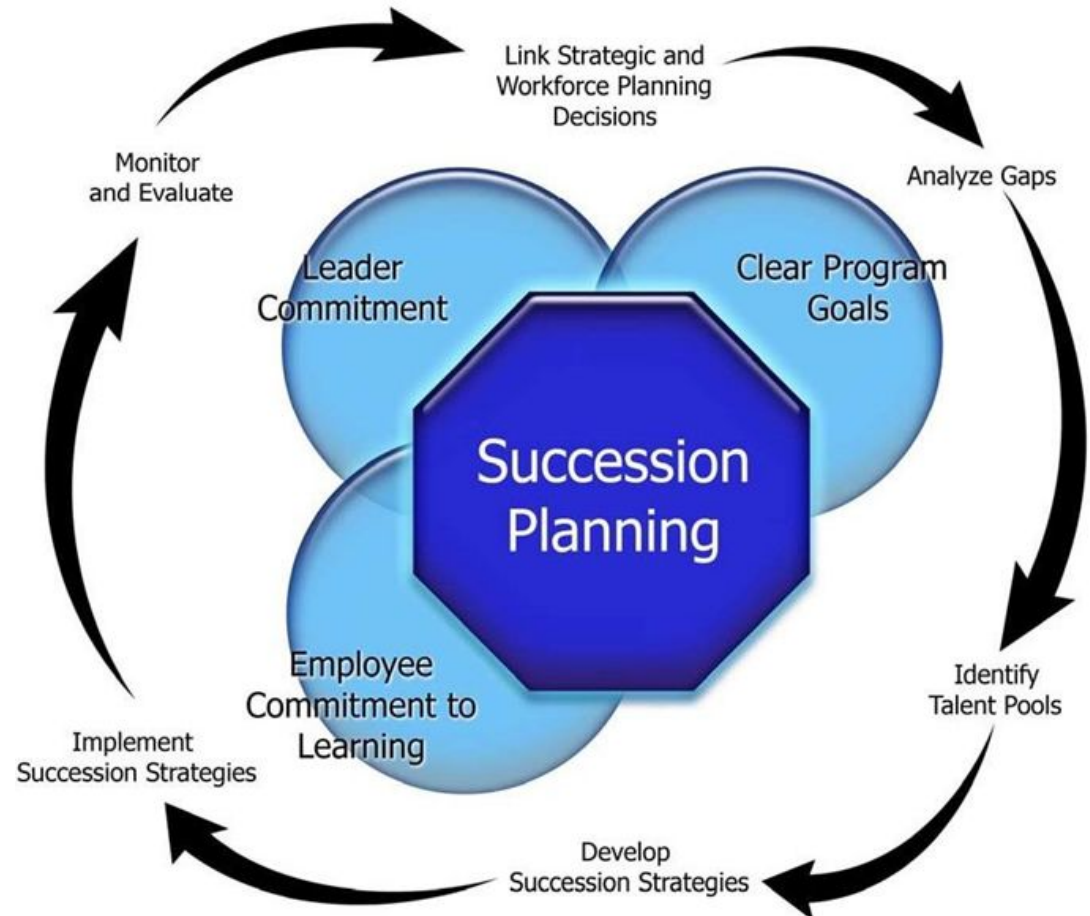 Link Strategic and
Workforce Planning
Decisions
Analyze Gaps
Identify
Talent Pools
Develop
Succession Strategies
Implement
Succession Strategies
Monitor
and Evaluate
Leader
Commitment
Clear Program
Goals
Succession
Planning
Employee
Commitment to
Learning